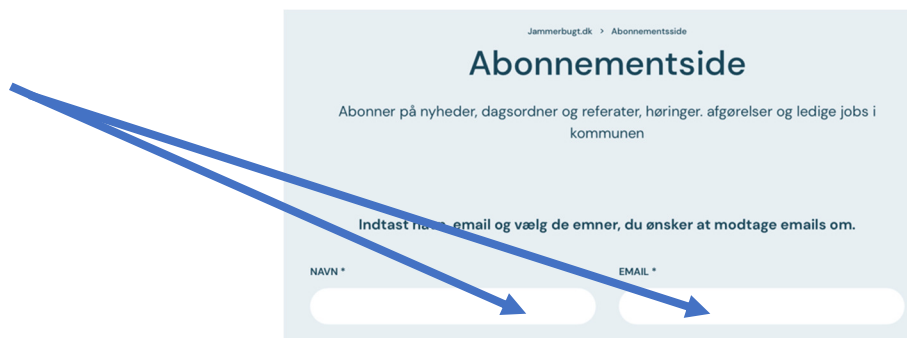 Jammerbugt.dk > Abonnementsside
Abonnementside
Abonner på nyheder, dagsordner og referater, høringer. afgørelser og ledige jobs i
kommunen
Indtast navn, email og vælg de emner, du ønsker at modtage emails om.
NAVN *
EMAIL *